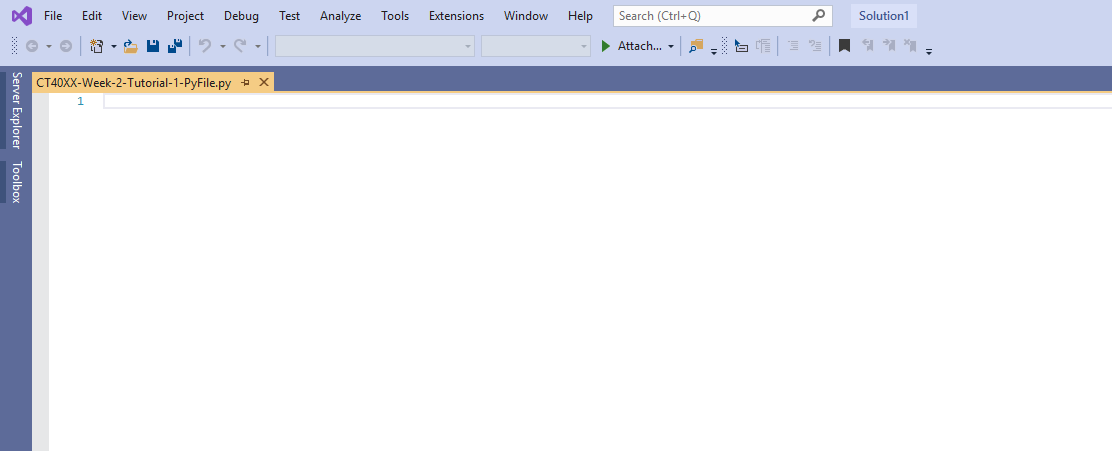 File Edit View Project Debug Test Analyze Tools Extensions Window Help Search (Ctrl+Q) Solution1
Attach...
CT40XX-Week-2-Tutorial-1-PyFile.py
1
Server Explorer
Toolbox